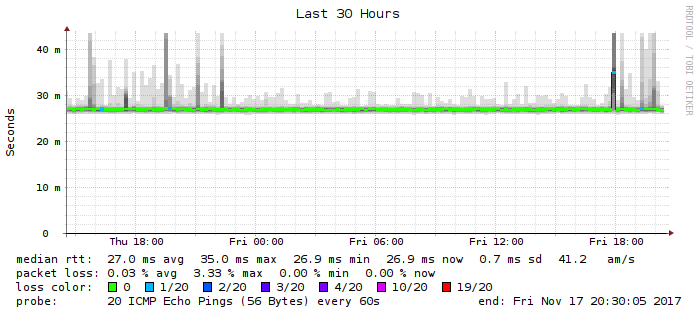 Last 30 Hours
RRDTOOL / TOBI OETIKER
Seconds
40 m
30 m
20 m
10 m
0
Thu 18:00 Fri 00:00 Fri 06:00 Fri 12:00 Fri 18:00
median rtt: 27.0 ms avg 35.0 ms max 26.9 ms min 26.9 ms now 0.7 ms sd 41.2 am/s
packet loss: 0.03 % avg 3.33 % max 0.00 % min 0.00 % now
loss color: 0 1/20 2/20 3/20 4/20 10/20 19/20
probe: 20 ICMP Echo Pings (56 Bytes) every 60s end: Fri Nov 17 20:30:05 2017